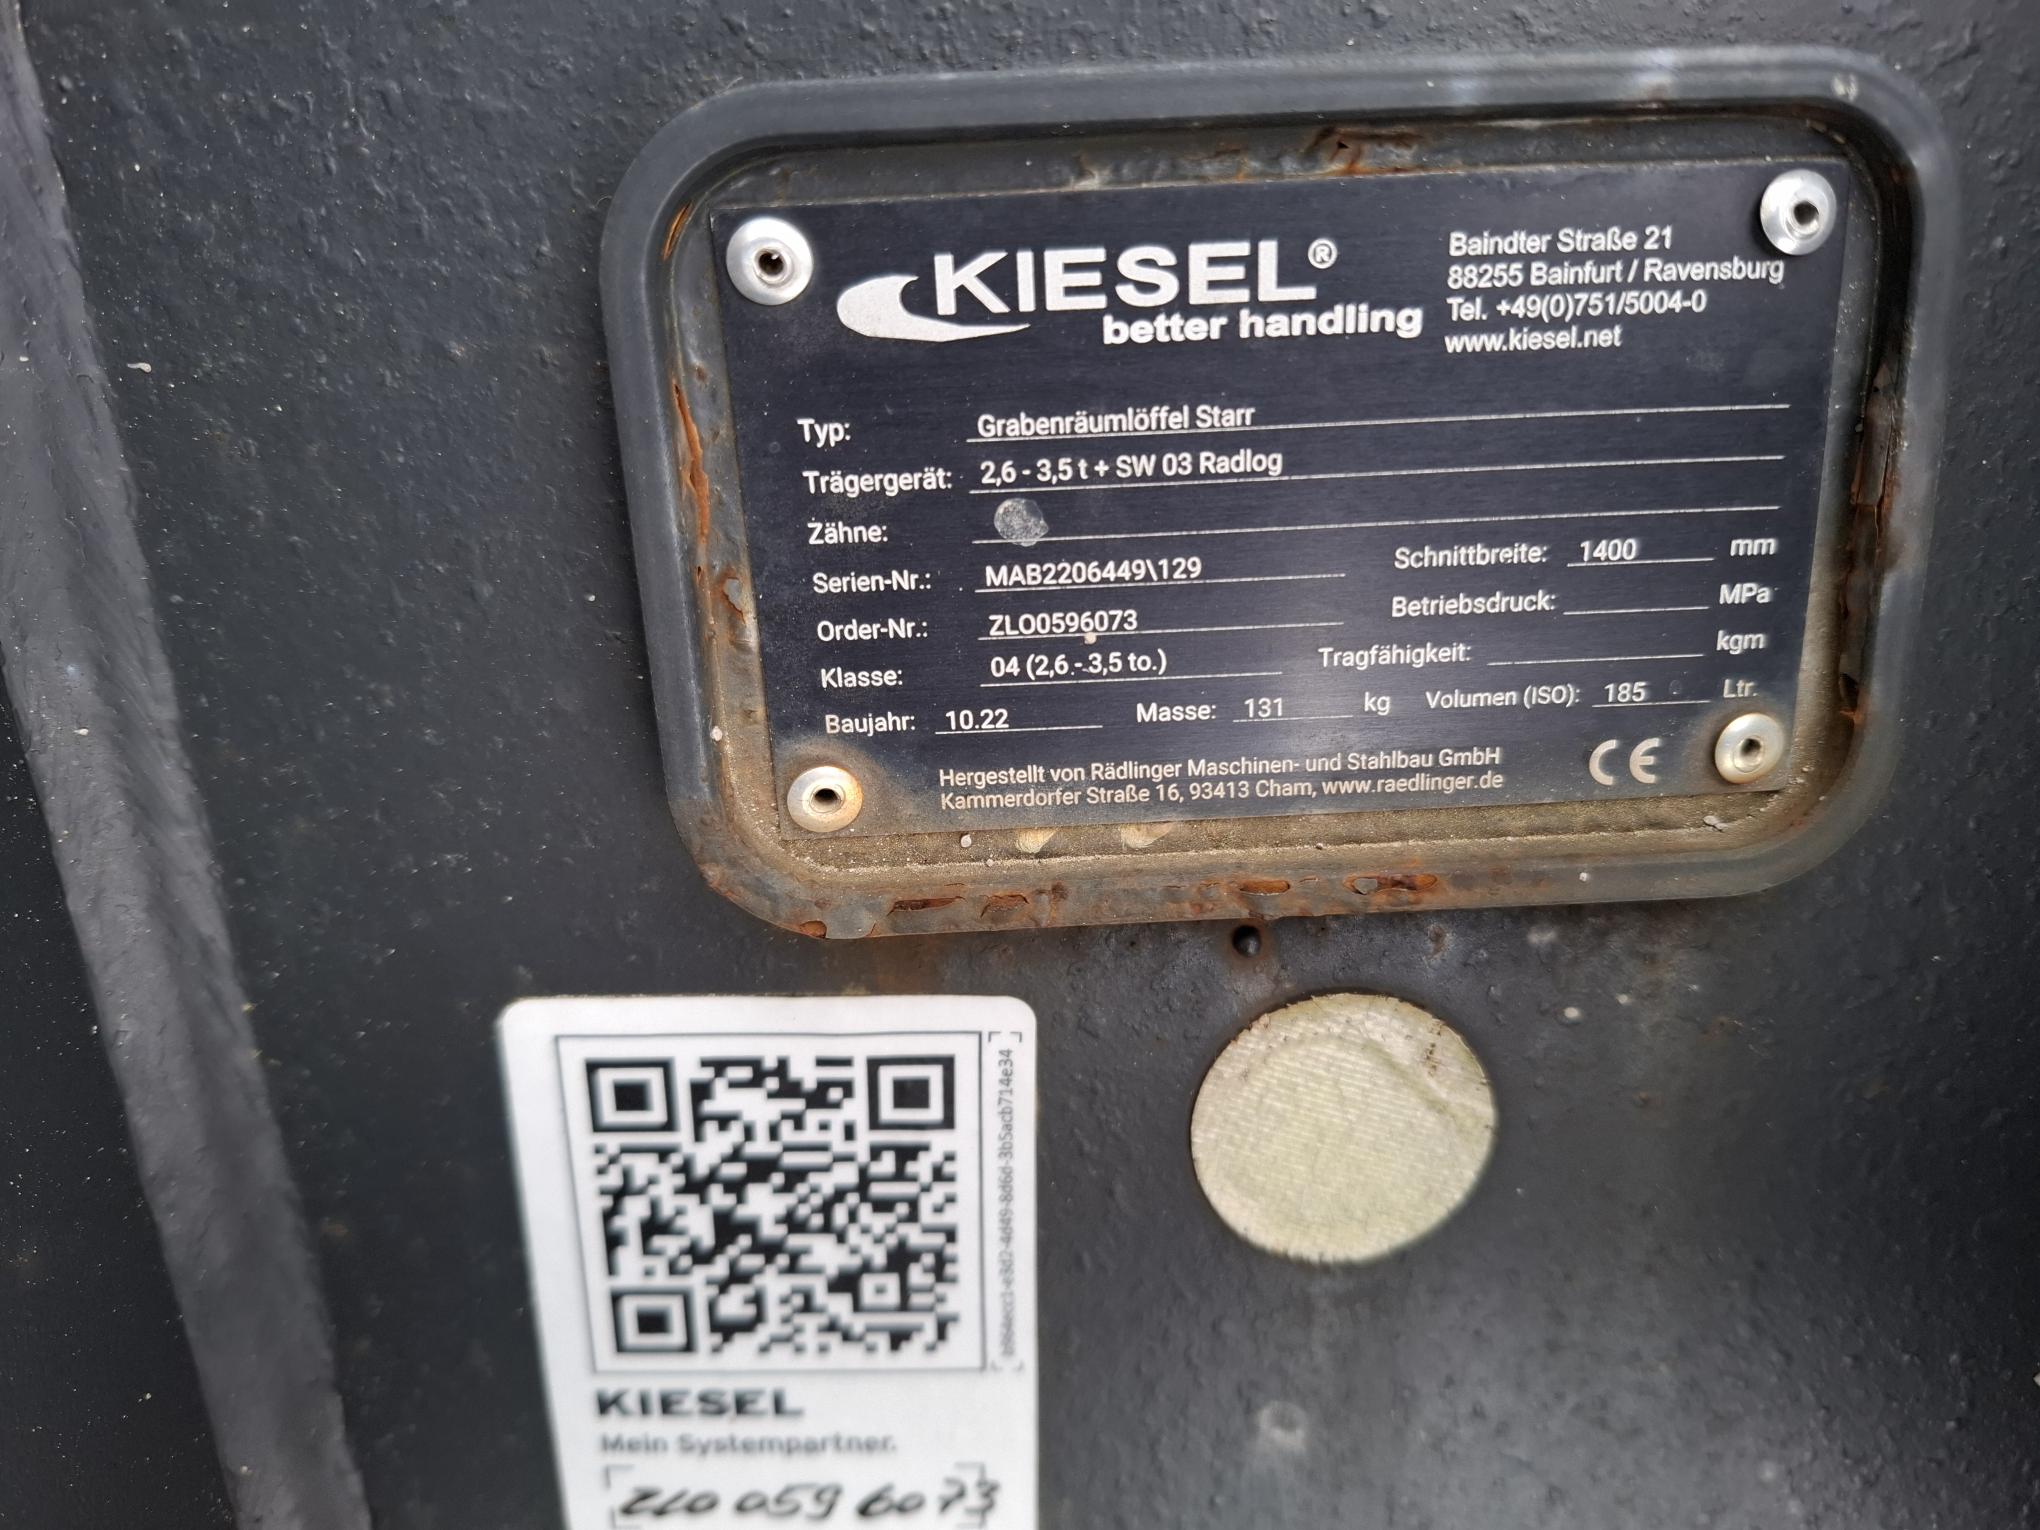 KIESEL®
better handling
Baindter Straße 21
88255 Bainfurt / Ravensburg
Tel. +49(0)751/5004-0
www.kiesel.net
Typ: Grabenräumlöffel Starr
Trägergerät: 2,6 - 3,5 t + SW 03 Radlog
Zähne:
Serien-Nr.: MAB2206449\129 Schnittbreite: 1400 mm
Order-Nr.: ZLO0596073 Betriebsdruck: MPa
Klasse: 04 (2,6 - 3,5 to.) Tragfähigkeit: kgm
Baujahr: 10.22 Masse: 131 kg Volumen (ISO): 185 Ltr.
Hergestellt von Rädlinger Maschinen- und Stahlbau GmbH
Kammerdorfer Straße 16, 93413 Cham, www.raedlinger.de
CE
KIESEL
Mein Systempartner.
ZLO 059 6073